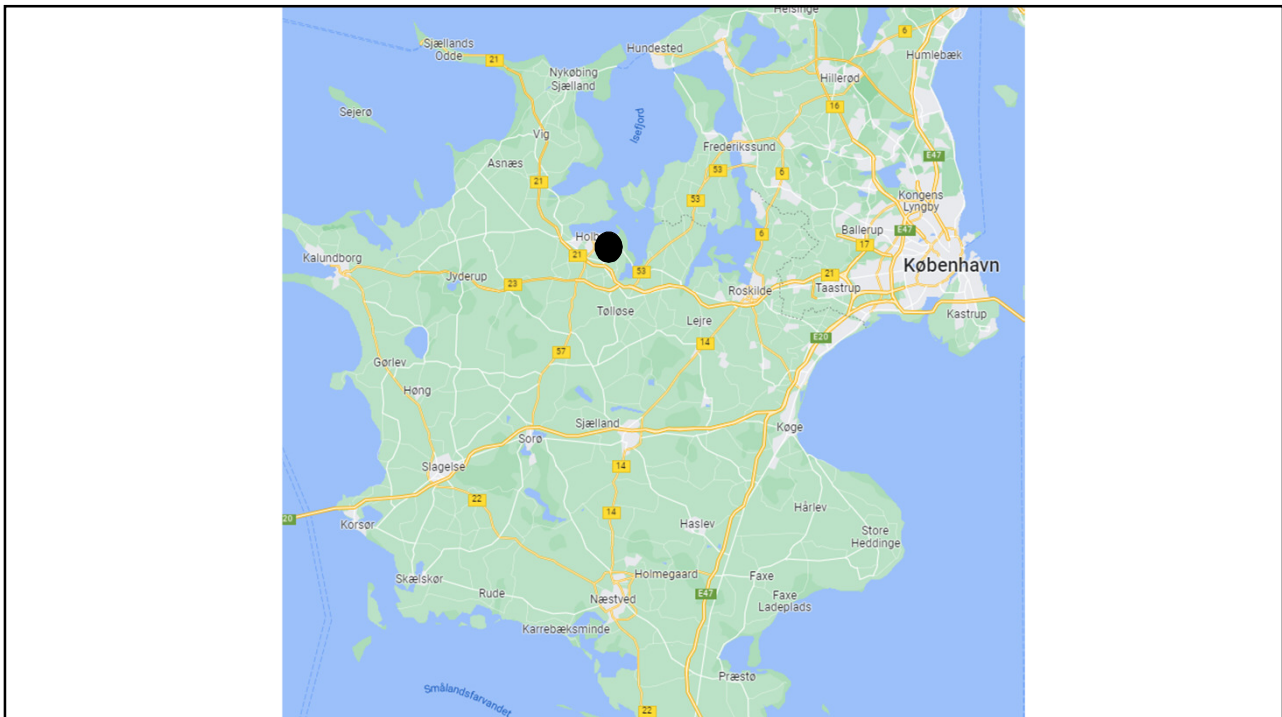 Helsinge
6
Sjællands
Odde
21
Hundested
Humlebæk
Nykøbing
Sjælland
Hillerød
16
Sejerø
Isefjord
Vig
Frederikssund
E47
Asnæs
53
6
21
53
Kongens
Lyngby
Ballerup
E47
6
17
Holb
21
Kalundborg
København
53
Jyderup
23
21
Roskilde
Taastrup
Tølløse
Lejre
Kastrup
14
E20
57
Gørlev
Høng
Sjælland
Køge
Sorø
Slagelse
14
22
Hårlev
14
20
Korsør
Haslev
Store
Heddinge
Skælskør
Holmegaard
Faxe
Rude
Næstved
E47
Faxe
Ladeplads
Karrebæksminde
Præstø
Smålandsfarvandet
22